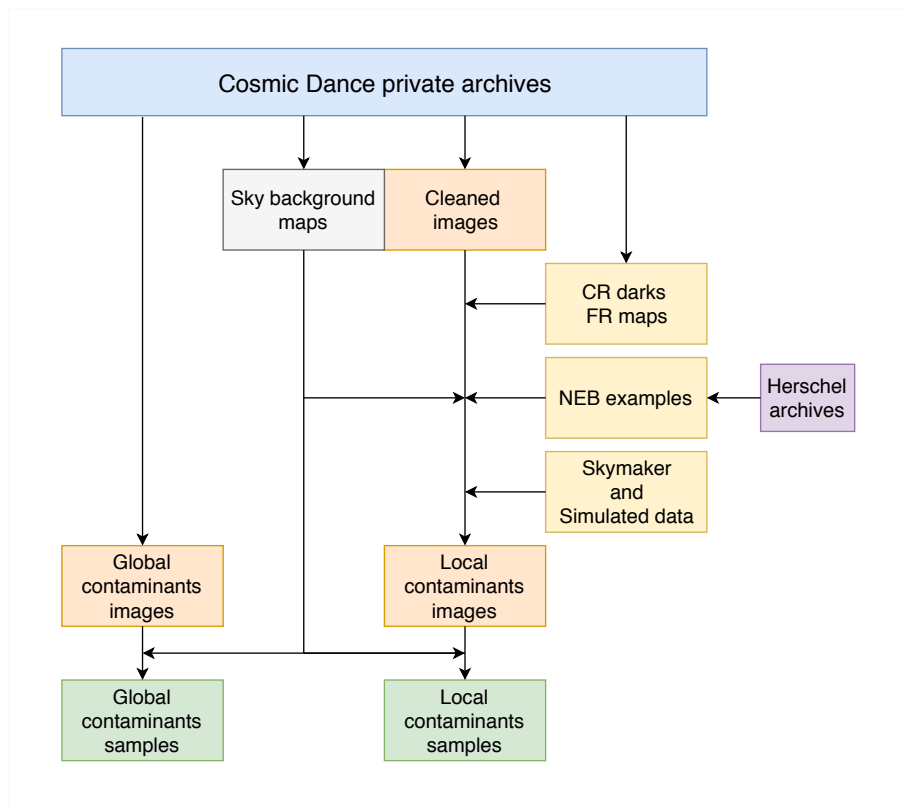 Cosmic Dance private archives
Sky background
maps
Cleaned
images
CR darks
FR maps
NEB examples
Herschel
archives
Skymaker
and
Simulated data
Global
contaminants
images
Local
contaminants
images
Global
contaminants
samples
Local
contaminants
samples